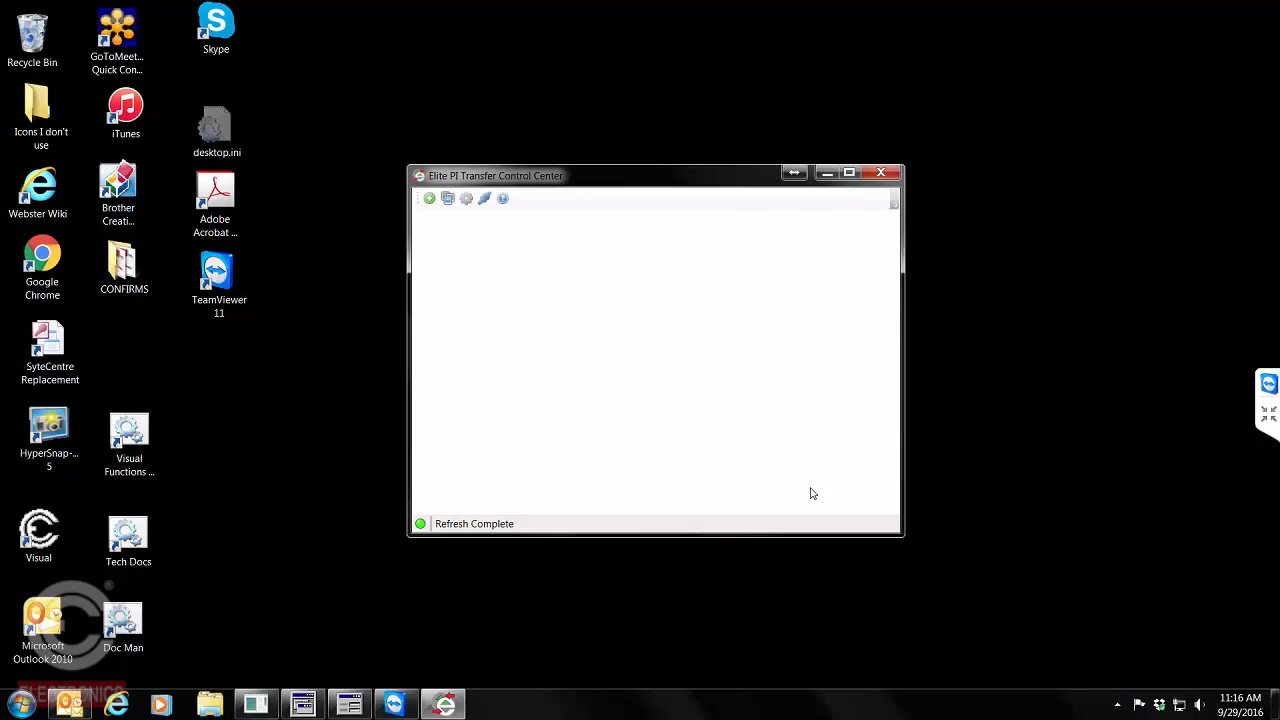 Recycle Bin
GoToMeet...
Quick Con...
Skype
Icons I don't
use
iTunes
desktop.ini
Webster Wiki
Brother
Creati...
Adobe
Acrobat ...
Google
Chrome
CONFIRMS
TeamViewer
11
SyteCentre
Replacement
HyperSnap-...
5
Visual
Functions ...
Visual
Tech Docs
Microsoft
Outlook 2010
Doc Man
Elite PI Transfer Control Center
Refresh Complete
ELECTRONICS
11:16 AM
9/29/2016